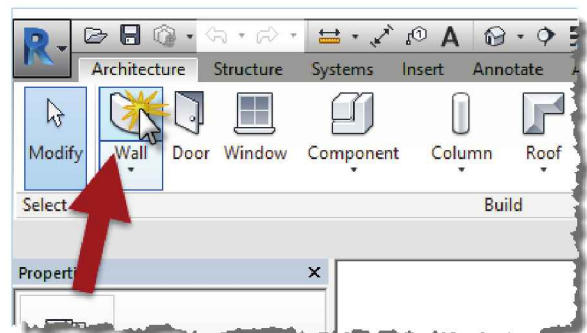 R A
Architecture Structure Systems Insert Annotate
Modify Wall Door Window Component Column Roof
Select Build
Properti